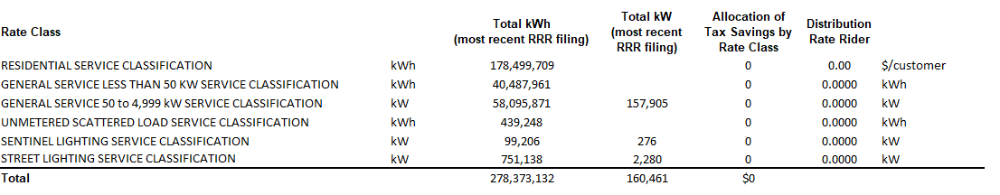 Rate Class Total kWh (most recent RRR filing) Total kW (most recent RRR filing) Allocation of Tax Savings by Rate Class Distribution Rate Rider
RESIDENTIAL SERVICE CLASSIFICATION kWh 178,499,709 0 0.00 $/customer
GENERAL SERVICE LESS THAN 50 KW SERVICE CLASSIFICATION kWh 40,487,961 0 0.0000 kWh
GENERAL SERVICE 50 to 4,999 kW SERVICE CLASSIFICATION kW 58,095,871 157,905 0 0.0000 kW
UNMETERED SCATTERED LOAD SERVICE CLASSIFICATION kWh 439,248 0 0.0000 kWh
SENTINEL LIGHTING SERVICE CLASSIFICATION kW 99,206 276 0 0.0000 kW
STREET LIGHTING SERVICE CLASSIFICATION kW 751,138 2,280 0 0.0000 kW
Total 278,373,132 160,461 $0